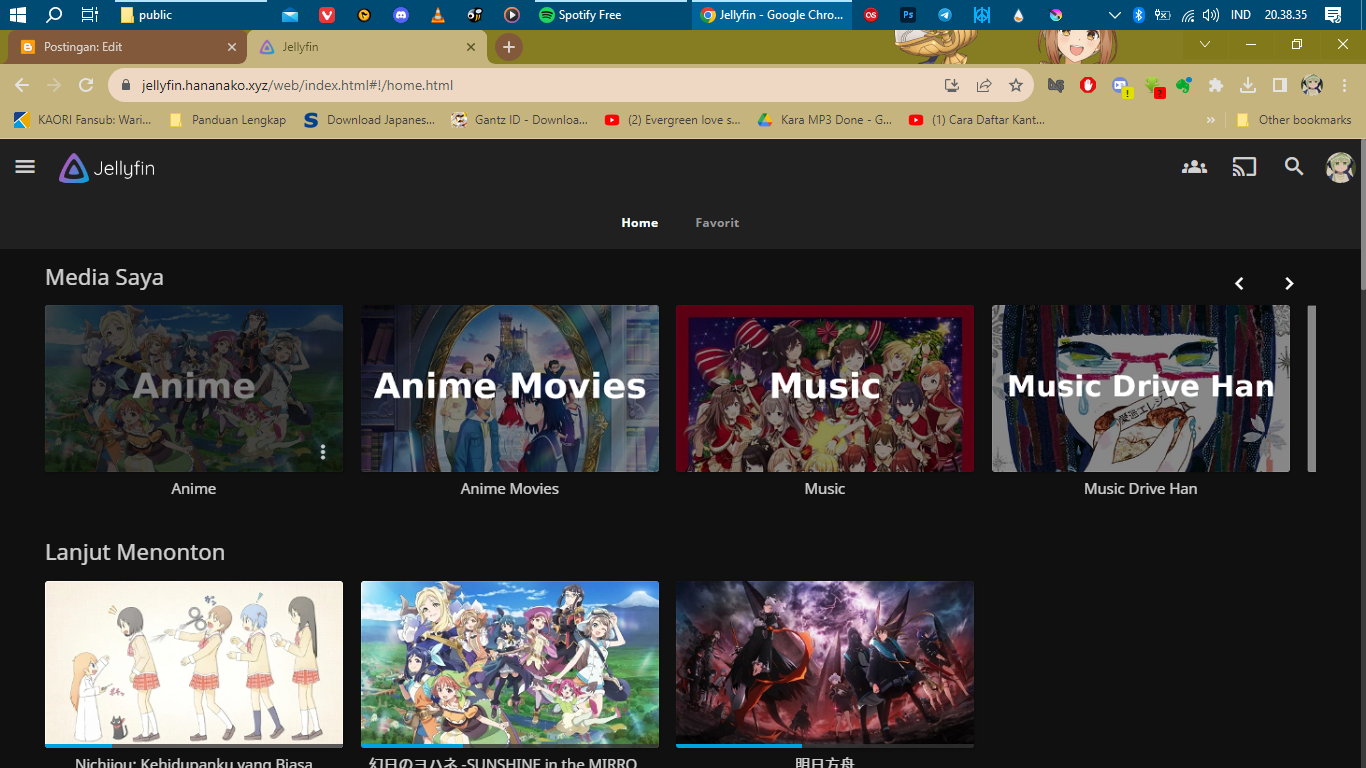 public
Spotify Free
Jellyfin - Google Chro...
IND
20.38.35
Postingan: Edit
Jellyfin
jellyfin.hananako.xyz/web/index.html#!/home.html
KAORI Fansub: Wari...
Panduan Lengkap
Download Japanes...
Gantz ID - Downloa...
(2) Evergreen love s...
Kara MP3 Done - G...
(1) Cara Daftar Kant...
»
Other bookmarks
Jellyfin
Home
Favorit
Media Saya
Anime
Anime Movies
Music
Music Drive Han
Anime
Anime Movies
Music
Music Drive Han
Lanjut Menonton
Nichijou: Kehidupanku yang Biasa
幻日のヨハネ -SUNSHINE in the MIRRO
明日方舟